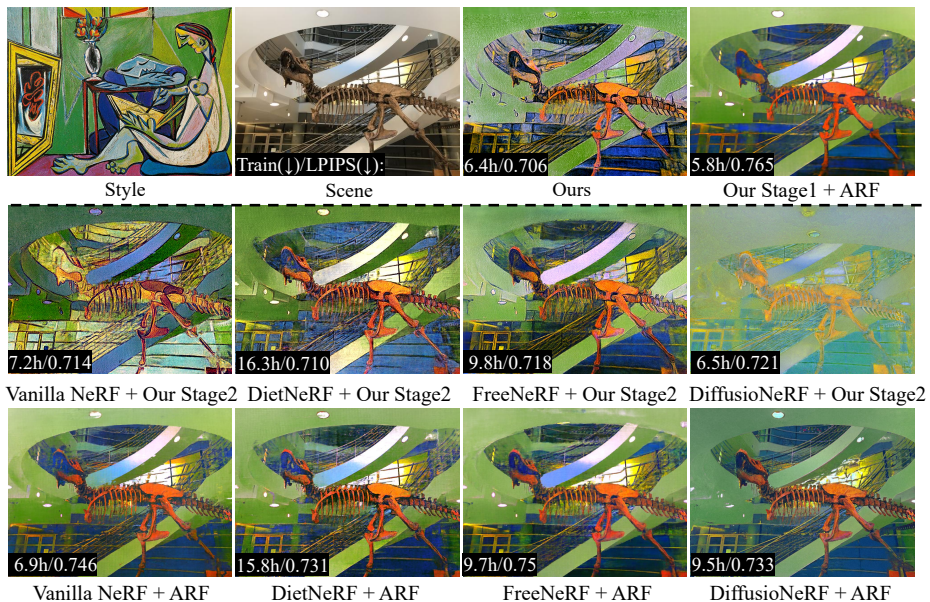 Train(↓)/LPIPS(↓):
6.4h/0.706
5.8h/0.765
Style
Scene
Ours
Our Stage1 + ARF
7.2h/0.714
16.3h/0.710
9.8h/0.718
6.5h/0.721
Vanilla NeRF + Our Stage2
DietNeRF + Our Stage2
FreeNeRF + Our Stage2
DiffusioNeRF + Our Stage2
6.9h/0.746
15.8h/0.731
9.7h/0.75
9.5h/0.733
Vanilla NeRF + ARF
DietNeRF + ARF
FreeNeRF + ARF
DiffusioNeRF + ARF